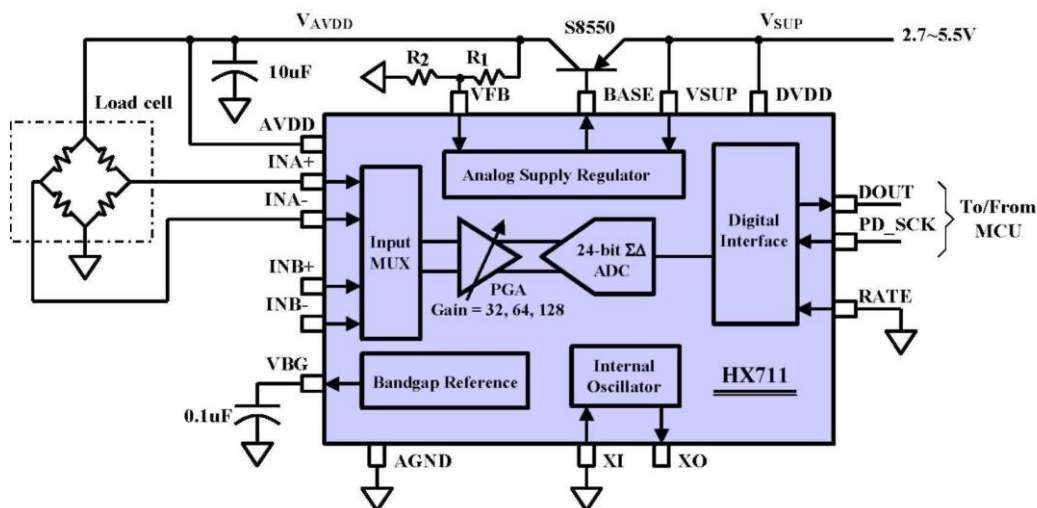 S8550
V_AVDD
V_SUP
2.7~5.5V
R₂
R₁
10uF
VFB
BASE
VSUP
DVDD
Load cell
AVDD
INA+
INA-
INB+
INB-
VBG
0.1uF
Analog Supply Regulator
Input
MUX
PGA
Gain = 32, 64, 128
24-bit ΣΔ
ADC
Digital
Interface
DOUT
PD_SCK
To/From
MCU
RATE
Bandgap Reference
Internal
Oscillator
HX711
AGND
XI
XO